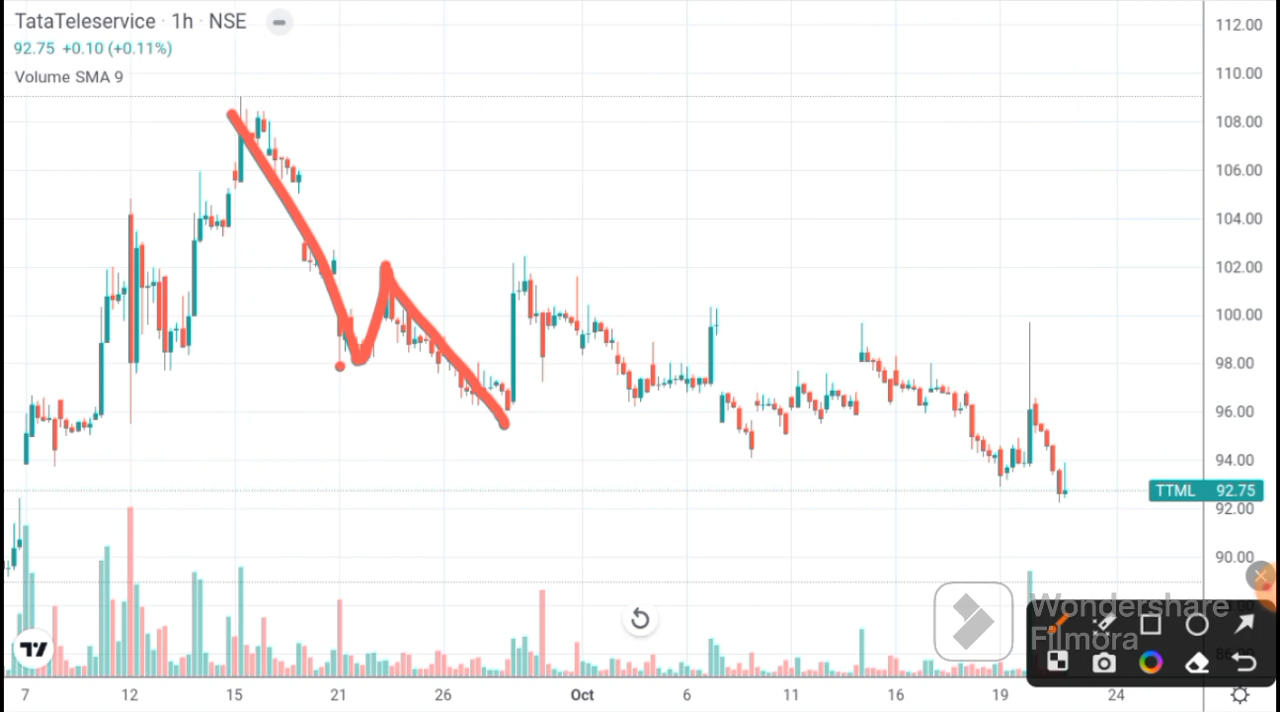 TataTeleservice · 1h · NSE
92.75 +0.10 (+0.11%)
Volume SMA 9
112.00
110.00
108.00
106.00
104.00
102.00
100.00
98.00
96.00
94.00
TTML 92.75
92.00
90.00
Wondershare
Filmora
7 12 15 21 26 Oct 6 11 16 19 24